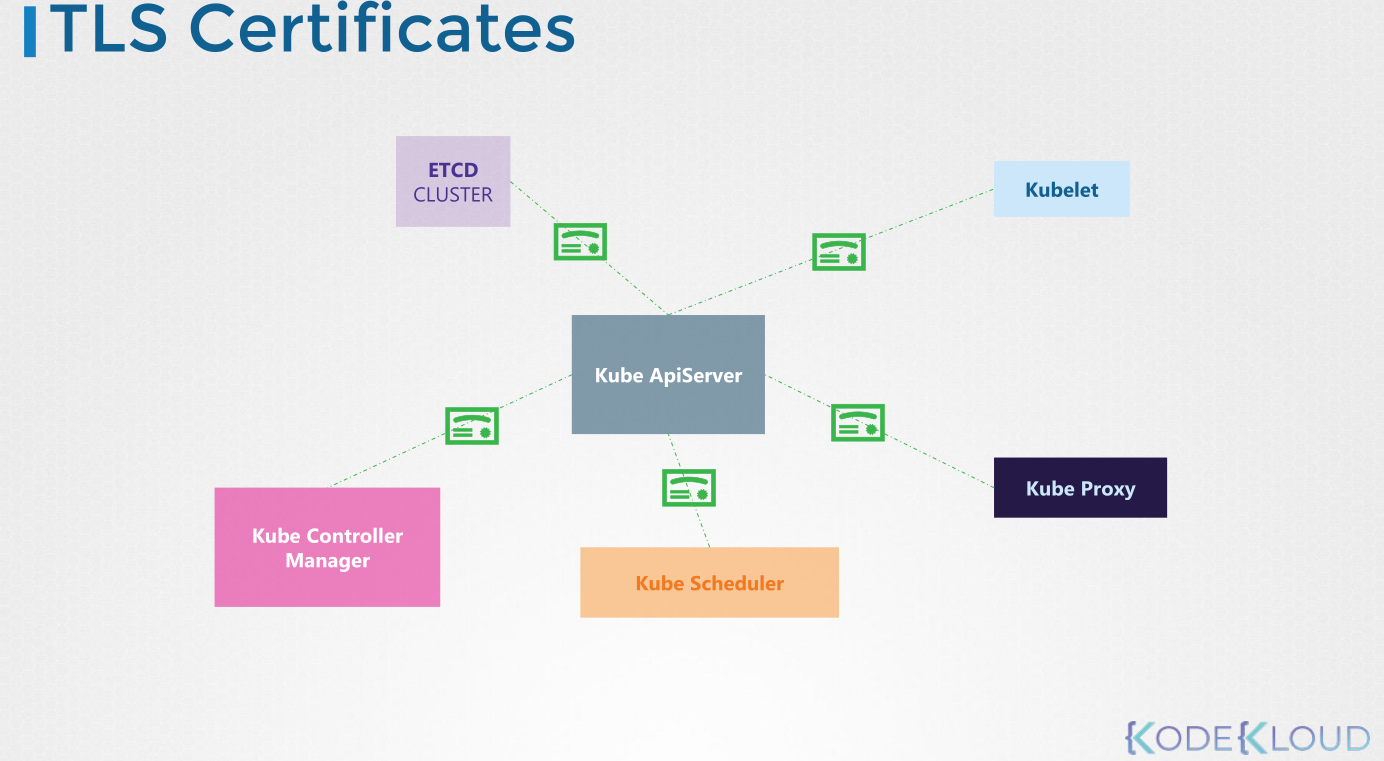 TLS Certificates
ETCD
CLUSTER
Kubelet
Kube ApiServer
Kube Controller
Manager
Kube Scheduler
Kube Proxy
KODEKLOUD